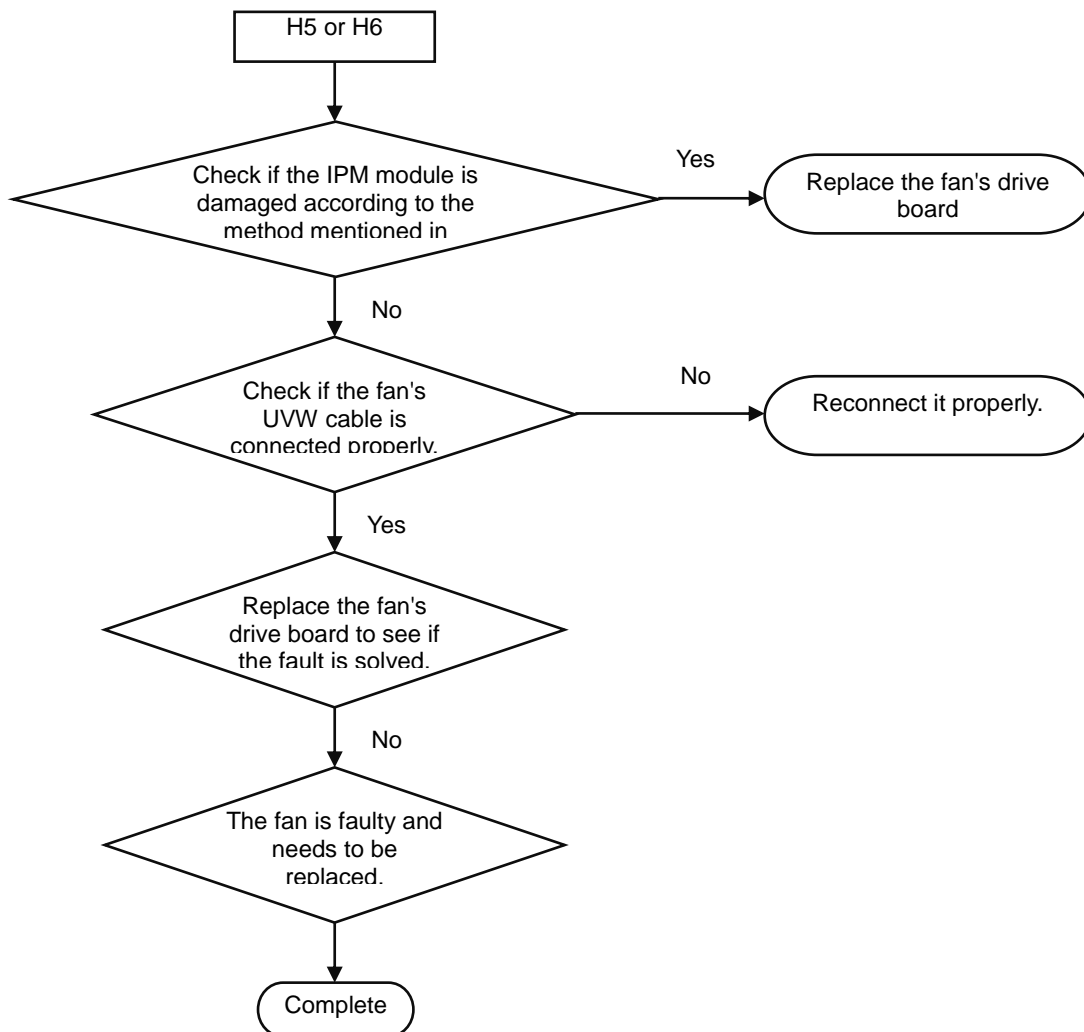 H5 or H6
Check if the IPM module is
damaged according to the
method mentioned in
Yes
Replace the fan's drive
board
No
Check if the fan's
UVW cable is
connected properly.
No
Reconnect it properly.
Yes
Replace the fan's
drive board to see if
the fault is solved.
No
The fan is faulty and
needs to be
replaced.
Complete